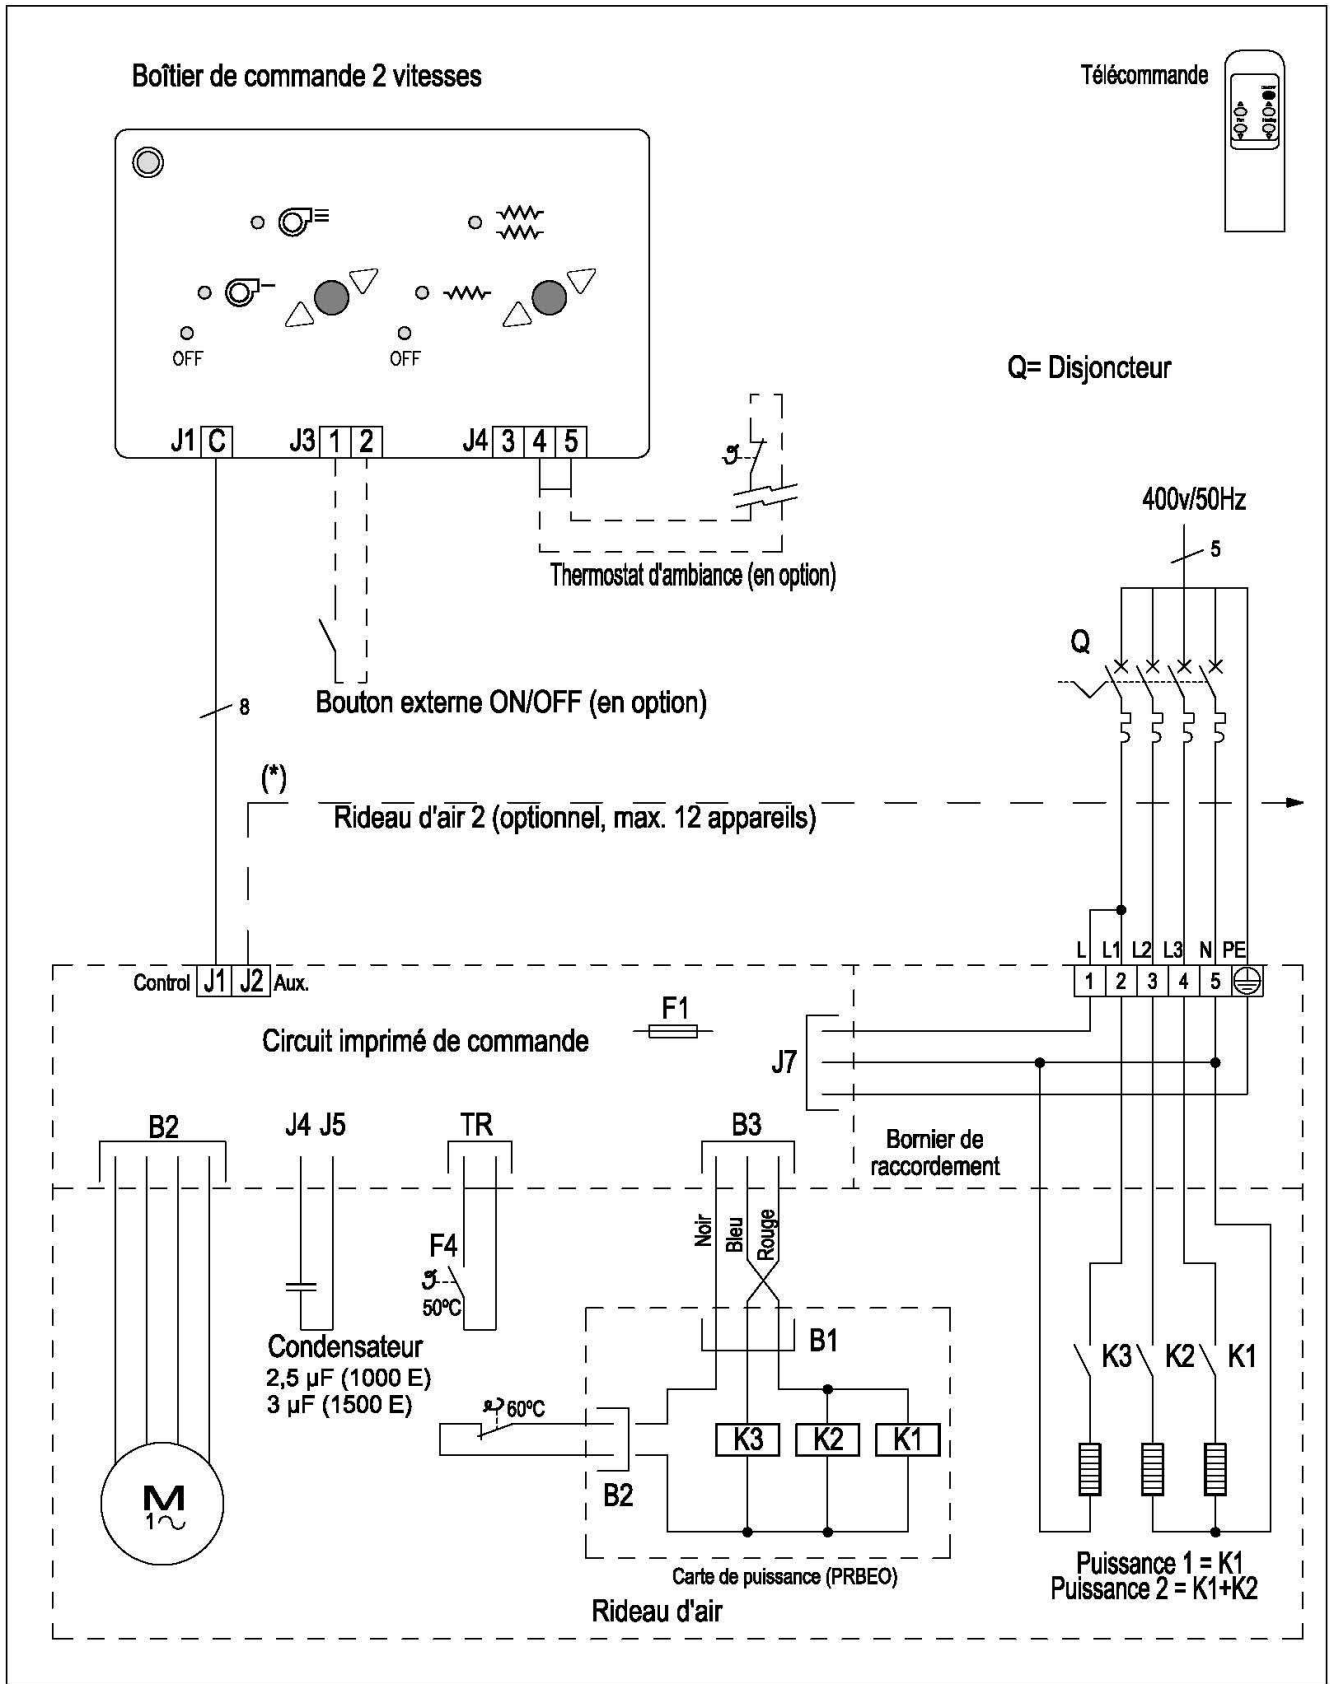 Boîtier de commande 2 vitesses
Télécommande
OFF
OFF
Q= Disjoncteur
J1 C
J3 1 2
J4 3 4 5
400v/50Hz
5
Thermostat d'ambiance (en option)
Q
8
Bouton externe ON/OFF (en option)
(*)
Rideau d'air 2 (optionnel, max. 12 appareils)
L L1 L2 L3 N PE
Control J1 J2 Aux.
1 2 3 4 5
F1
Circuit imprimé de commande
J7
B2
J4 J5
TR
B3
Bornier de
raccordement
Noir
Bleu
Rouge
F4
50ºC
Condensateur
2,5 µF (1000 E)
3 µF (1500 E)
B1
K3 K2 K1
60ºC
K3 K2 K1
B2
M
1~
Puissance 1 = K1
Puissance 2 = K1+K2
Carte de puissance (PRBEO)
Rideau d'air